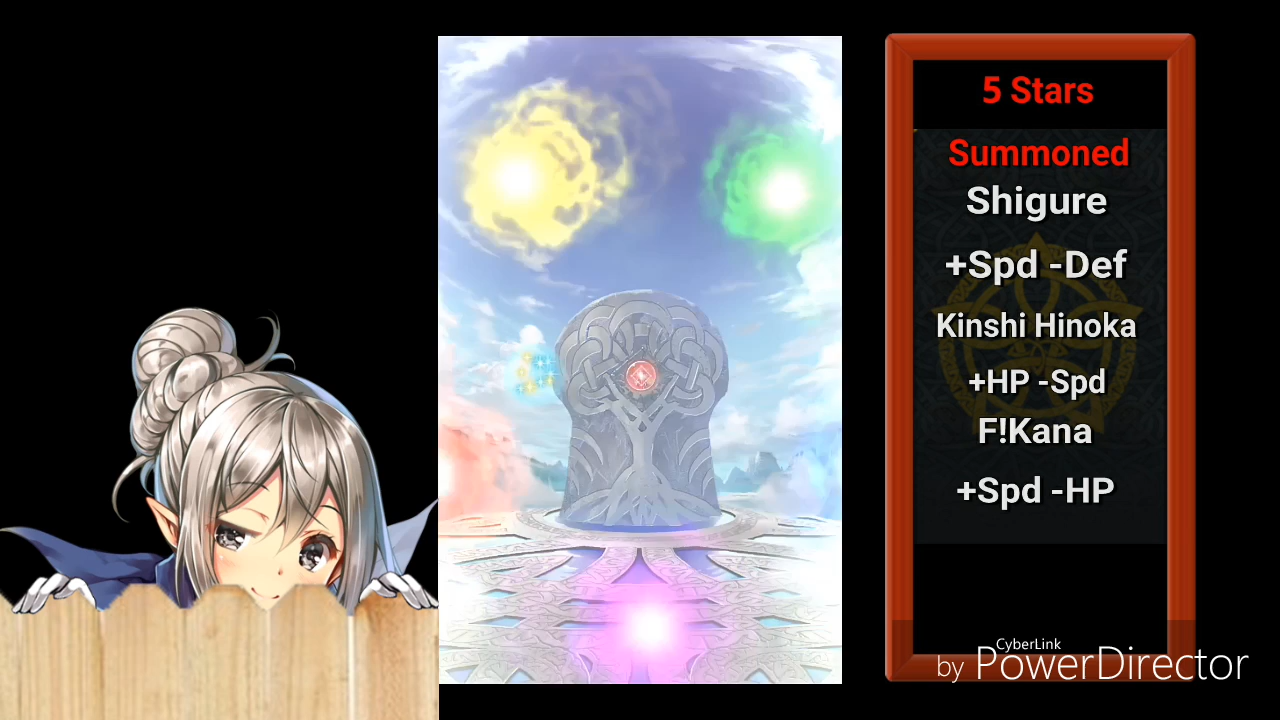 5 Stars
Summoned
Shigure
+Spd -Def
Kinshi Hinoka
+HP -Spd
F!Kana
+Spd -HP
CyberLink
by PowerDirector